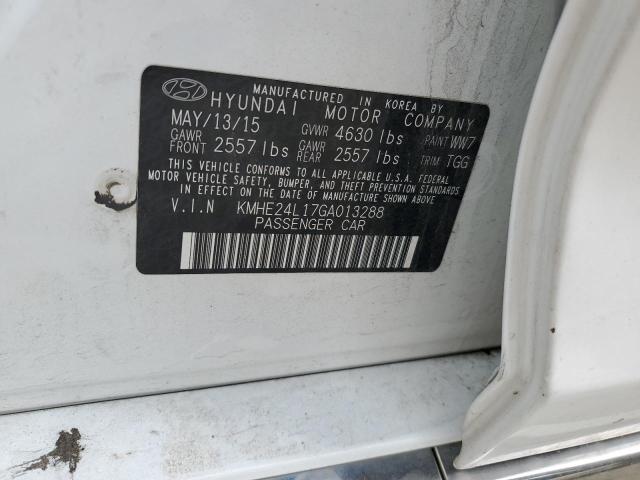 MANUFACTURED IN KOREA BY
HYUNDAI MOTOR COMPANY
MAY/13/15 GVWR 4630 lbs PAINT WW7
GAWR FRONT 2557 lbs GAWR REAR 2557 lbs TRIM TGG
THIS VEHICLE CONFORMS TO ALL APPLICABLE U.S. FEDERAL
MOTOR VEHICLE SAFETY, BUMPER, AND THEFT PREVENTION STANDARDS
IN EFFECT ON THE DATE OF MANUFACTURE SHOWN ABOVE.
V.I.N KMHE24L17GA013288
PASSENGER CAR